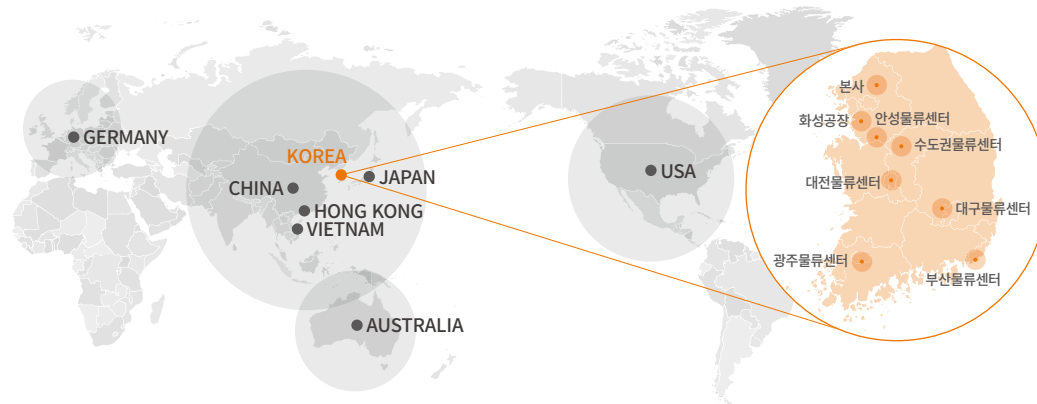 GERMANY
KOREA
CHINA
JAPAN
HONG KONG
VIETNAM
AUSTRALIA
USA
본사
화성공장
안성물류센터
수도권물류센터
대전물류센터
대구물류센터
광주물류센터
부산물류센터